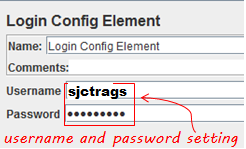 Login Config Element
Name: Login Config Element
Comments:
Username sjctrags
Password •••••••••
username and password setting